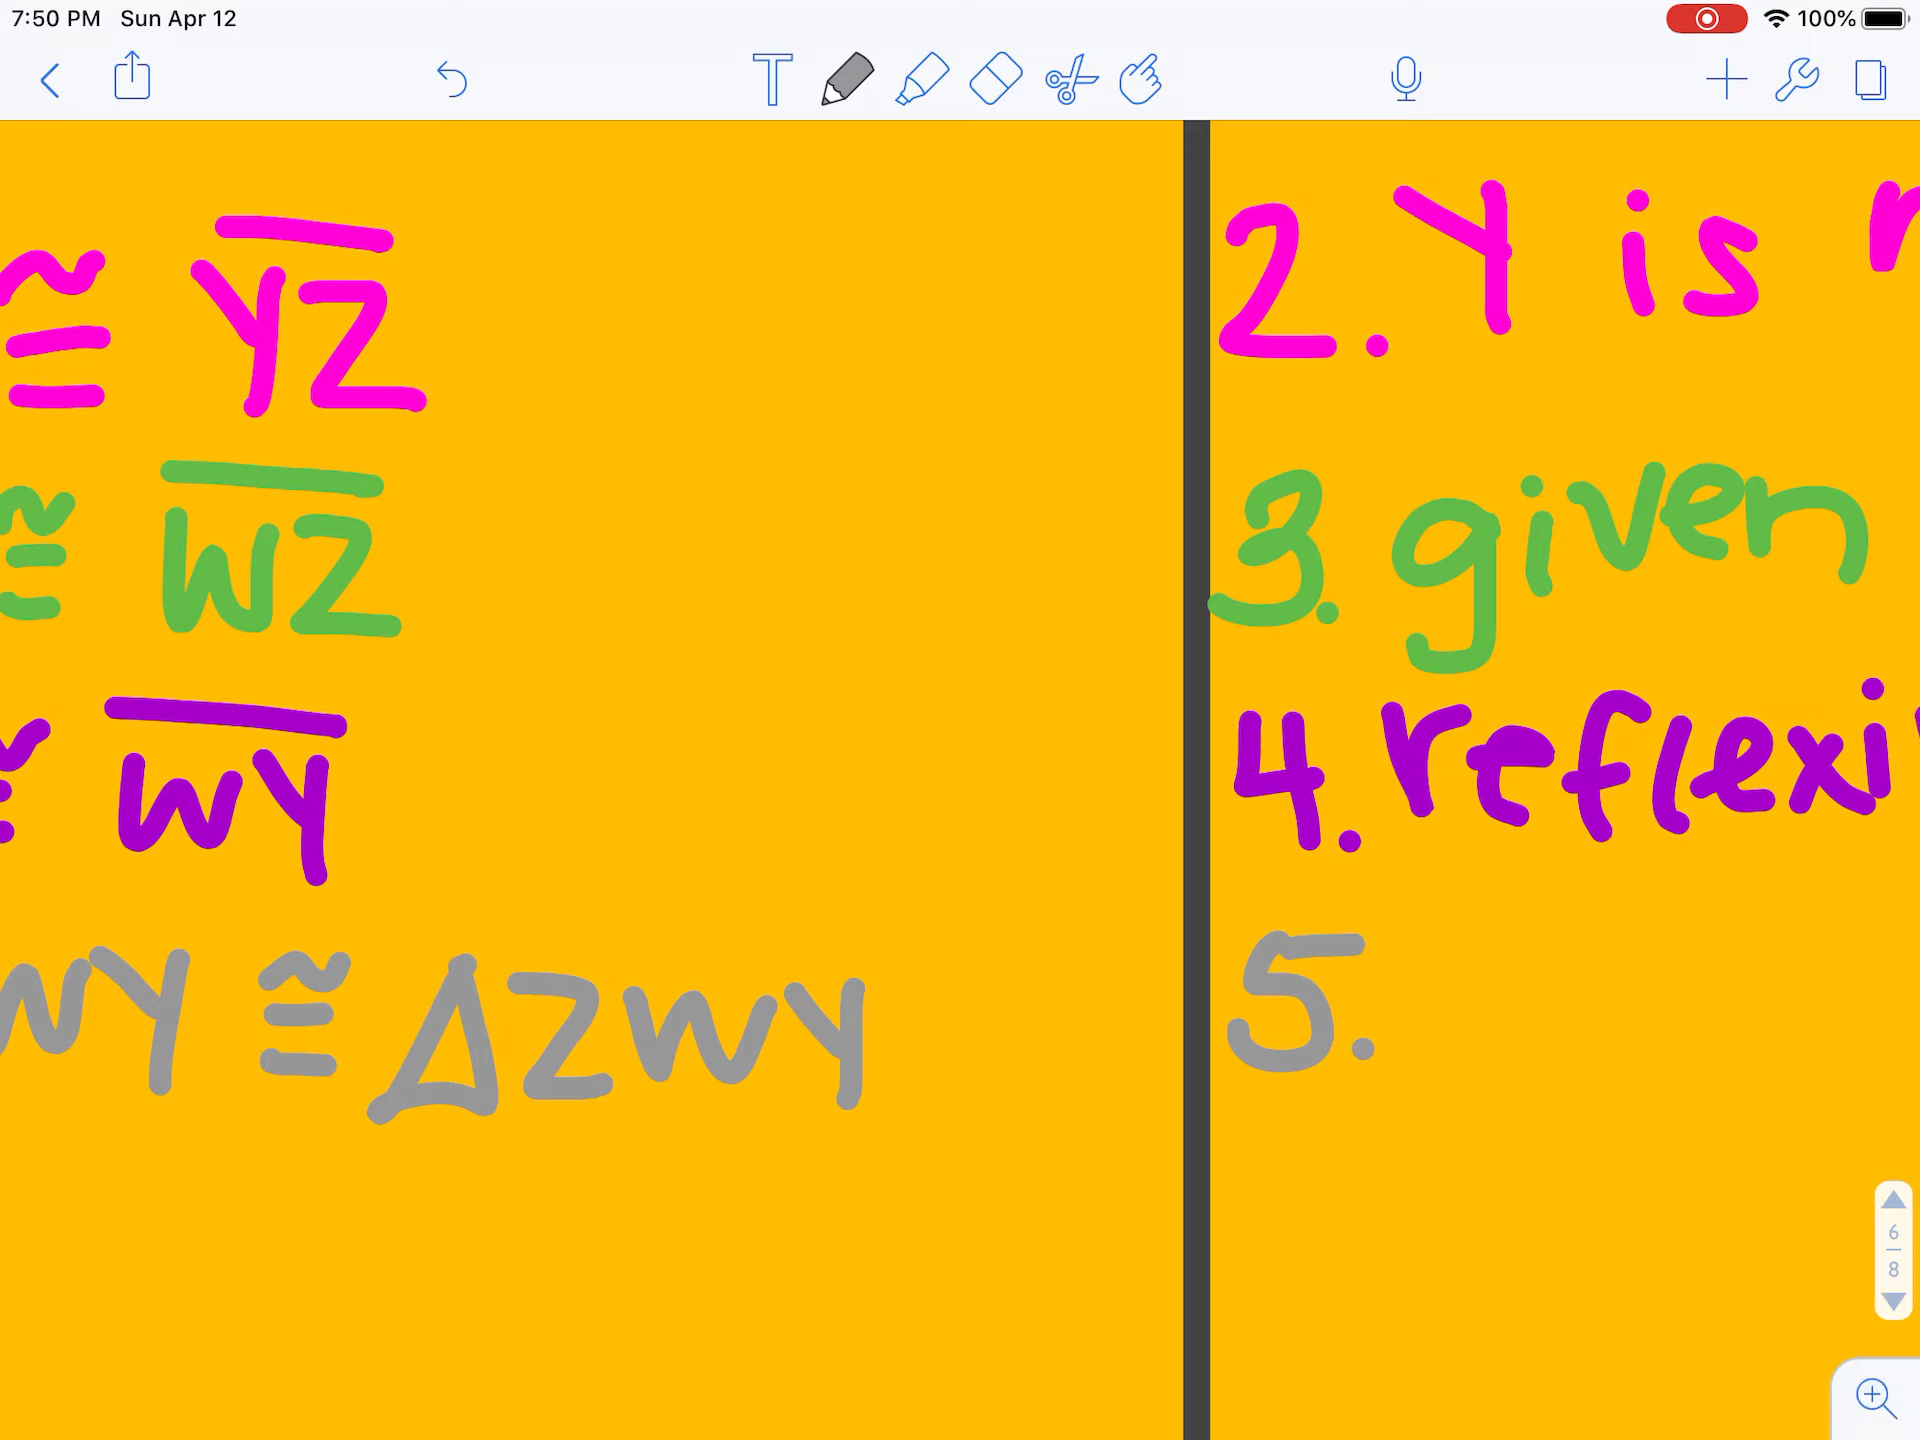 7:50 PM Sun Apr 12
100%
T
≅ YZ
2. Y is
≅ WZ
3. given
≅ WY
4. reflexi
WY ≅ ΔZWY
5.
6
8